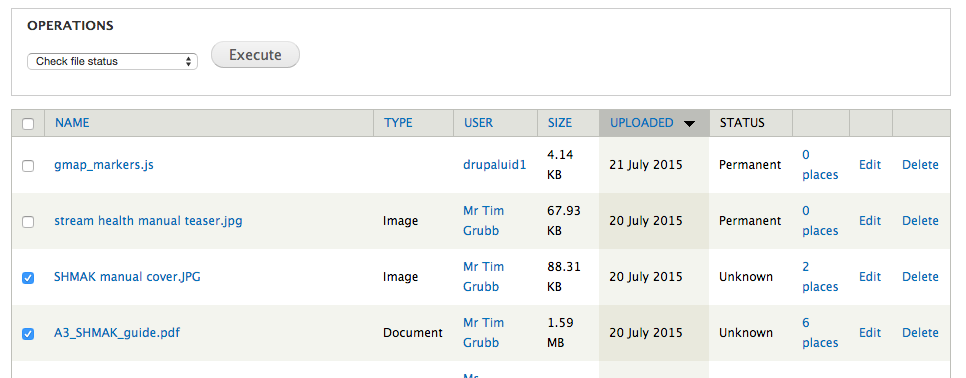 OPERATIONS
Check file status
Execute
NAME TYPE USER SIZE UPLOADED STATUS
gmap_markers.js drupaluid1 4.14 KB 21 July 2015 Permanent 0 places Edit Delete
stream health manual teaser.jpg Image Mr Tim Grubb 67.93 KB 20 July 2015 Permanent 0 places Edit Delete
SHMAK manual cover.JPG Image Mr Tim Grubb 88.31 KB 20 July 2015 Unknown 2 places Edit Delete
A3_SHMAK_guide.pdf Document Mr Tim Grubb 1.59 MB 20 July 2015 Unknown 6 places Edit Delete